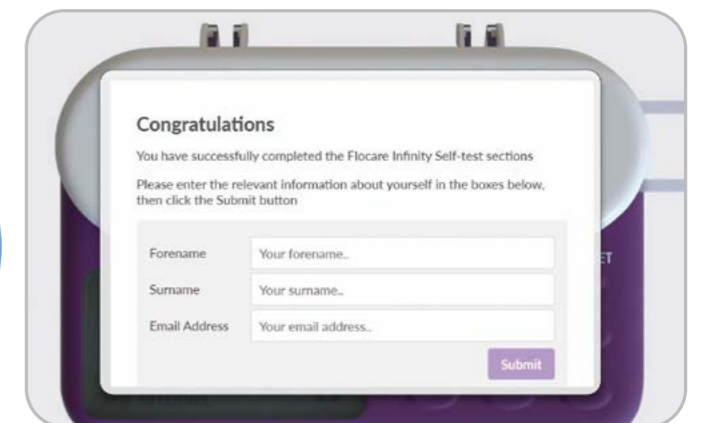 Congratulations
You have successfully completed the Flocare Infinity Self-test sections
Please enter the relevant information about yourself in the boxes below,
then click the Submit button
Forename Your forename..
Surname Your surname..
Email Address Your email address..
Submit